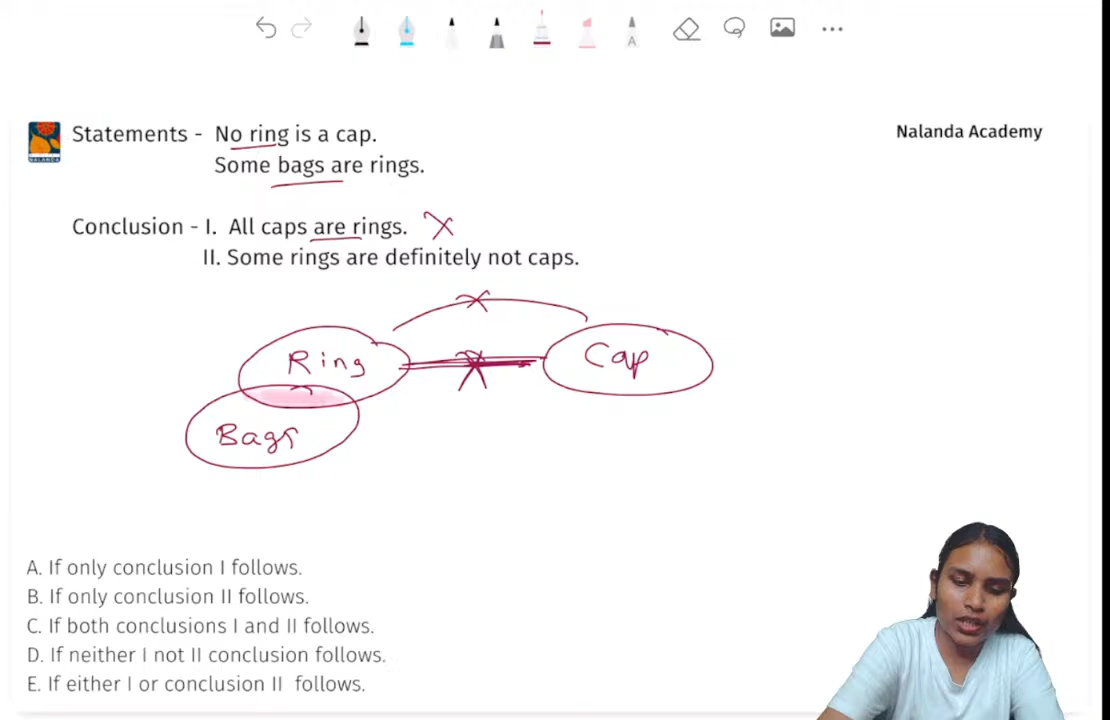 A
Statements - No ring is a cap.
Nalanda Academy
NALANDA
Some bags are rings.
Conclusion - I. All caps are rings.
II. Some rings are definitely not caps.
Ring
Cap
Bags
A. If only conclusion I follows.
B. If only conclusion II follows.
C. If both conclusions I and II follows.
D. If neither I not II conclusion follows.
E. If either I or conclusion II follows.